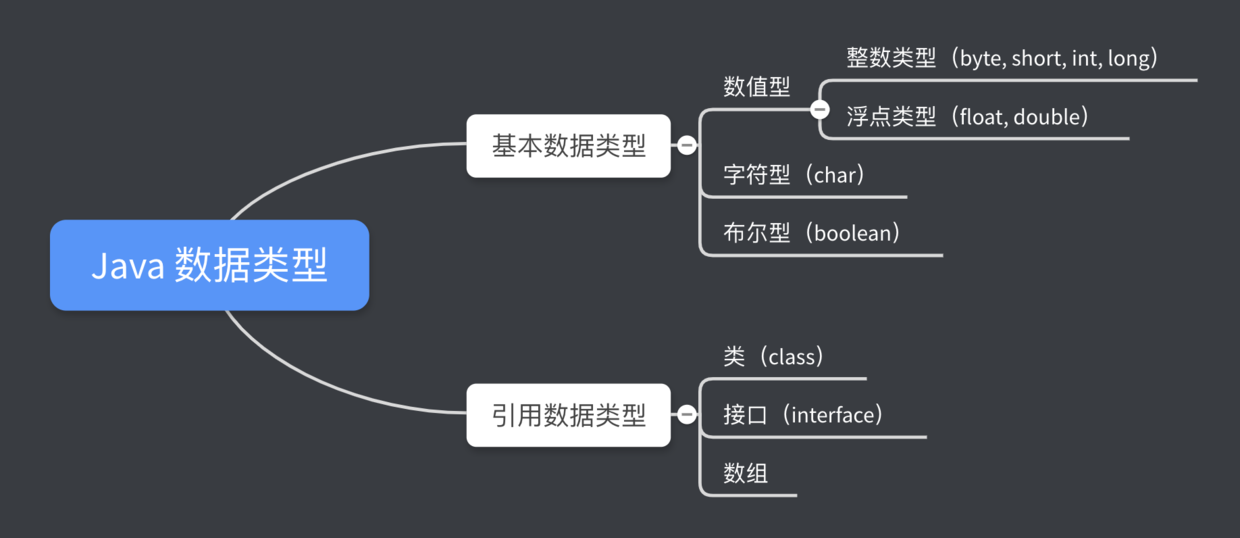 Java 数据类型
基本数据类型
数值型
整数类型（byte, short, int, long）
浮点类型（float, double）
字符型（char）
布尔型（boolean）
引用数据类型
类（class）
接口（interface）
数组